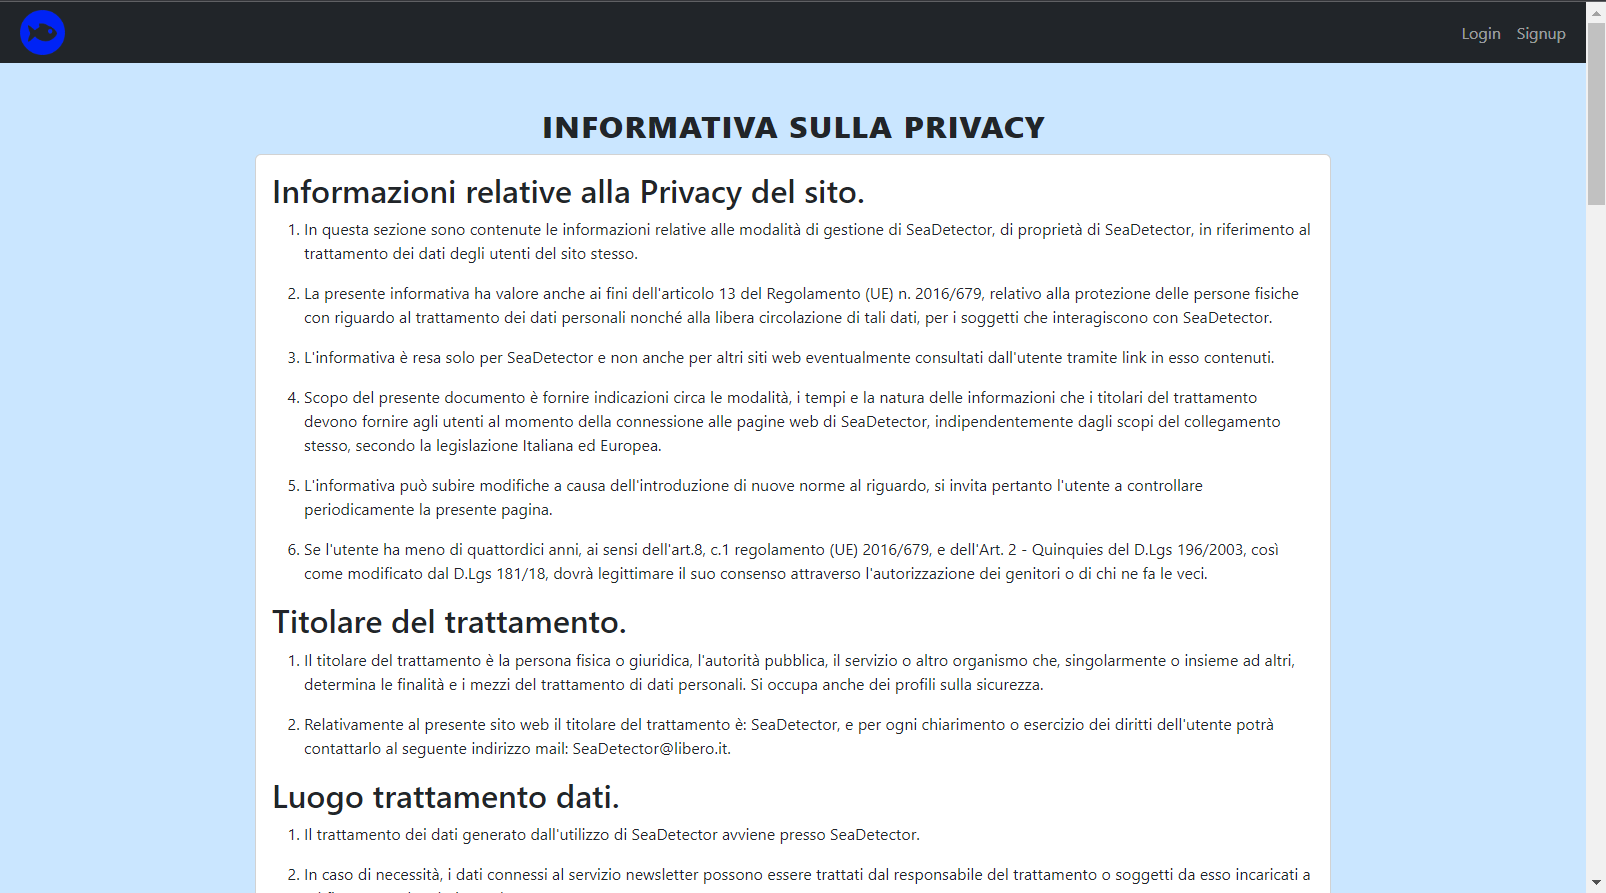 Login Signup
INFORMATIVA SULLA PRIVACY
Informazioni relative alla Privacy del sito.
1. In questa sezione sono contenute le informazioni relative alle modalità di gestione di SeaDetector, di proprietà di SeaDetector, in riferimento al
trattamento dei dati degli utenti del sito stesso.
2. La presente informativa ha valore anche ai fini dell'articolo 13 del Regolamento (UE) n. 2016/679, relativo alla protezione delle persone fisiche
con riguardo al trattamento dei dati personali nonché alla libera circolazione di tali dati, per i soggetti che interagiscono con SeaDetector.
3. L'informativa è resa solo per SeaDetector e non anche per altri siti web eventualmente consultati dall'utente tramite link in esso contenuti.
4. Scopo del presente documento è fornire indicazioni circa le modalità, i tempi e la natura delle informazioni che i titolari del trattamento
devono fornire agli utenti al momento della connessione alle pagine web di SeaDetector, indipendentemente dagli scopi del collegamento
stesso, secondo la legislazione Italiana ed Europea.
5. L'informativa può subire modifiche a causa dell'introduzione di nuove norme al riguardo, si invita pertanto l'utente a controllare
periodicamente la presente pagina.
6. Se l'utente ha meno di quattordici anni, ai sensi dell'art.8, c.1 regolamento (UE) 2016/679, e dell'Art. 2 - Quinquies del D.Lgs 196/2003, così
come modificato dal D.Lgs 181/18, dovrà legittimare il suo consenso attraverso l'autorizzazione dei genitori o di chi ne fa le veci.
Titolare del trattamento.
1. Il titolare del trattamento è la persona fisica o giuridica, l'autorità pubblica, il servizio o altro organismo che, singolarmente o insieme ad altri,
determina le finalità e i mezzi del trattamento di dati personali. Si occupa anche dei profili sulla sicurezza.
2. Relativamente al presente sito web il titolare del trattamento è: SeaDetector, e per ogni chiarimento o esercizio dei diritti dell'utente potrà
contattarlo al seguente indirizzo mail: SeaDetector@libero.it.
Luogo trattamento dati.
1. Il trattamento dei dati generato dall'utilizzo di SeaDetector avviene presso SeaDetector.
2. In caso di necessità, i dati connessi al servizio newsletter possono essere trattati dal responsabile del trattamento o soggetti da esso incaricati a